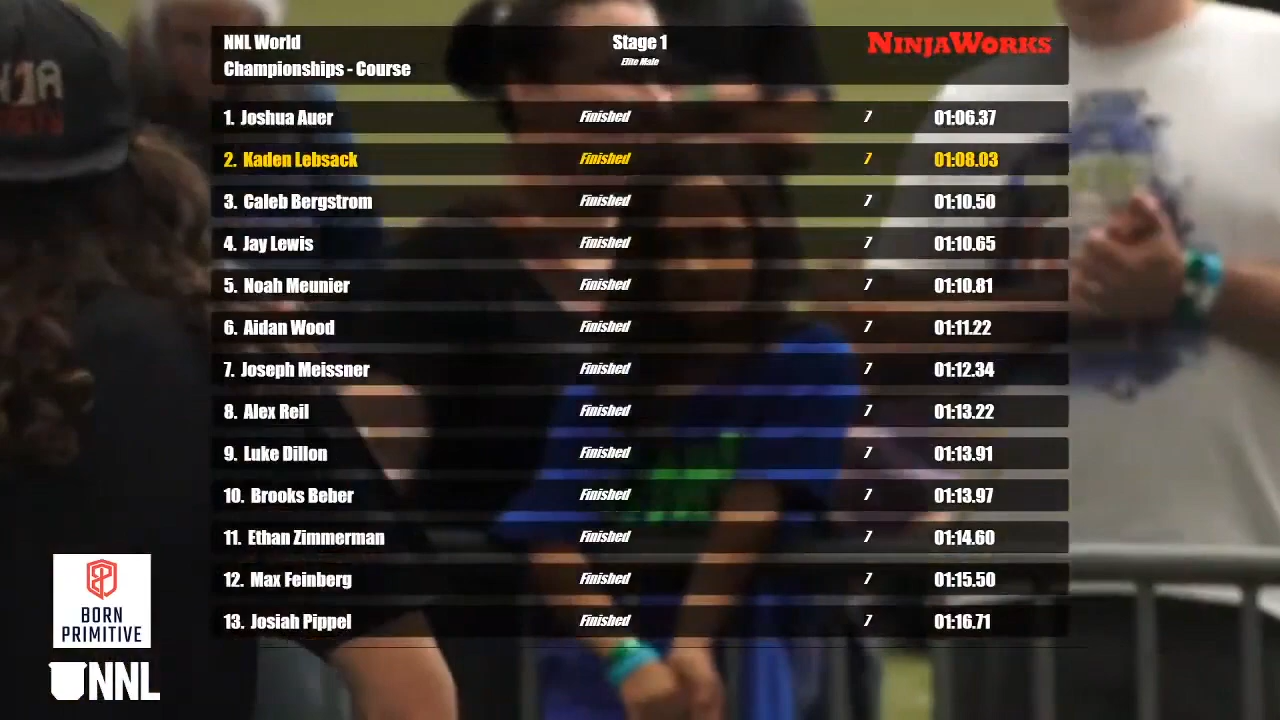 NNL World
Championships - Course
Stage 1
Elite Male
NINJAWORKS
1. Joshua Auer Finished 7 01:06.37
2. Kaden Lebsack Finished 7 01:08.03
3. Caleb Bergstrom Finished 7 01:10.50
4. Jay Lewis Finished 7 01:10.65
5. Noah Meunier Finished 7 01:10.81
6. Aidan Wood Finished 7 01:11.22
7. Joseph Meissner Finished 7 01:12.34
8. Alex Reil Finished 7 01:13.22
9. Luke Dillon Finished 7 01:13.91
10. Brooks Beber Finished 7 01:13.97
11. Ethan Zimmerman Finished 7 01:14.60
12. Max Feinberg Finished 7 01:15.50
13. Josiah Pippel Finished 7 01:16.71
BORN
PRIMITIVE
NNL